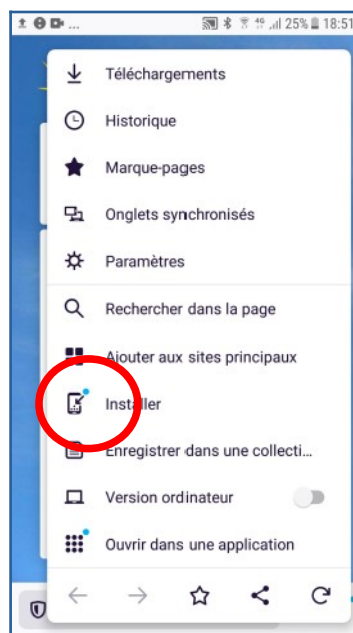 ... 4G 25% 18:51
Téléchargements
Historique
Marque-pages
Onglets synchronisés
Paramètres
Rechercher dans la page
Ajouter aux sites principaux
Installer
Enregistrer dans une collecti...
Version ordinateur
Ouvrir dans une application